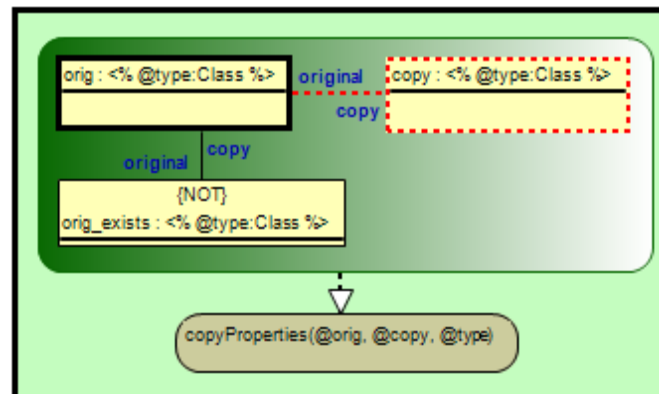 orig : <% @type:Class %>
original
copy : <% @type:Class %>
copy
copy
original
{NOT}
orig_exists : <% @type:Class %>
copyProperties(@orig, @copy, @type)